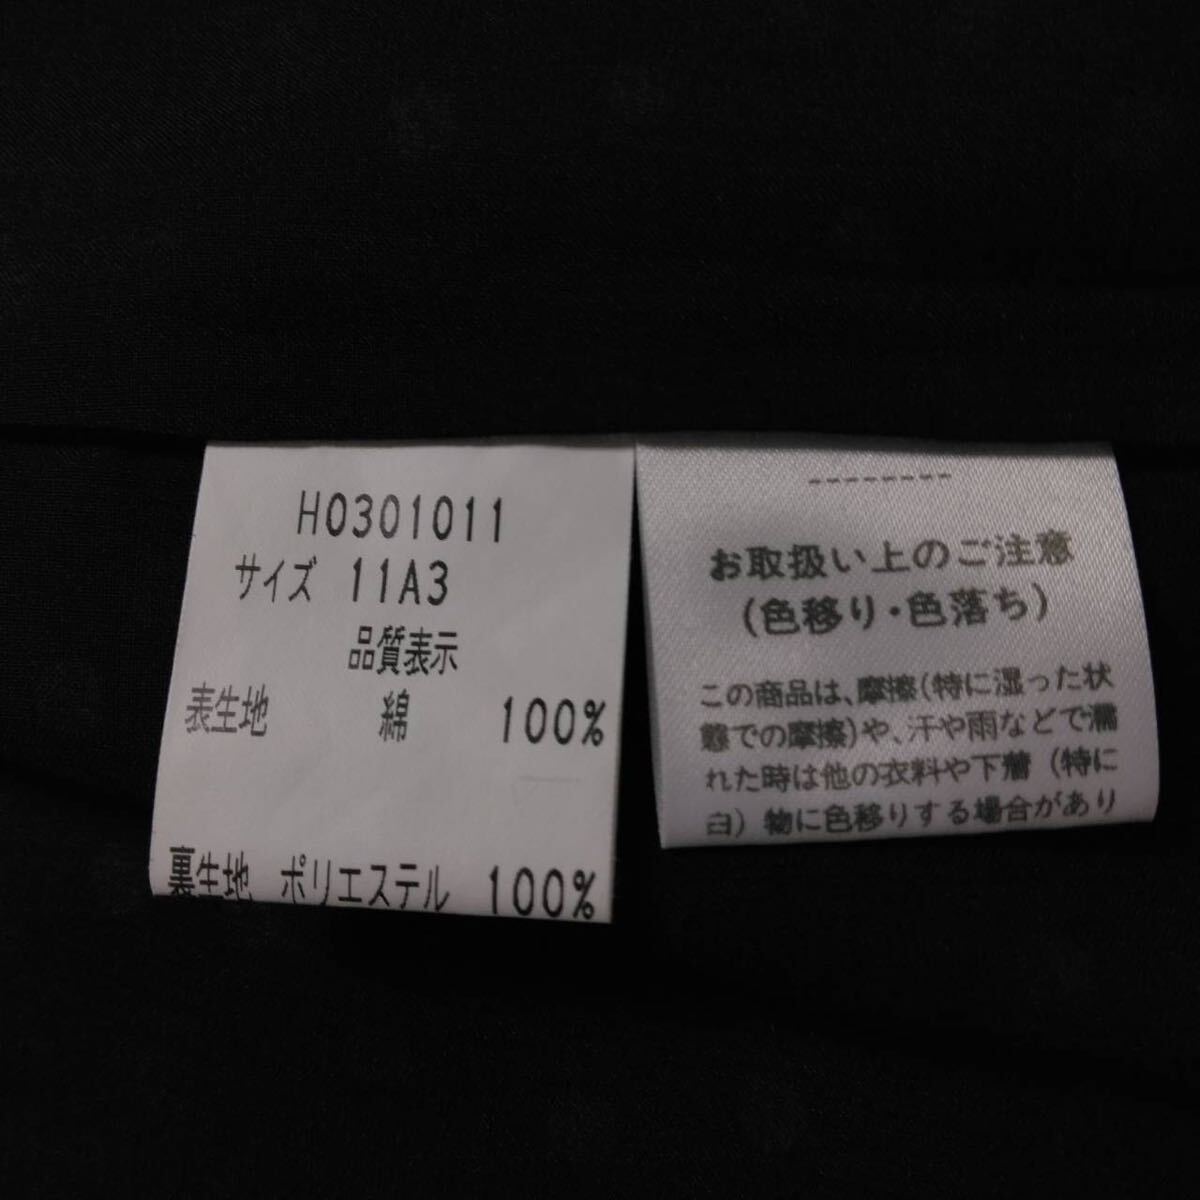 H0301011
サイズ 11A3
品質表示
表生地 綿 100%
裏生地 ポリエステル 100%
お取扱い上のご注意
(色移り・色落ち)
この商品は、摩擦(特に湿った状
態での摩擦)や、汗や雨などで濡
れた時は他の衣料や下着(特に
白)物に色移りする場合があり